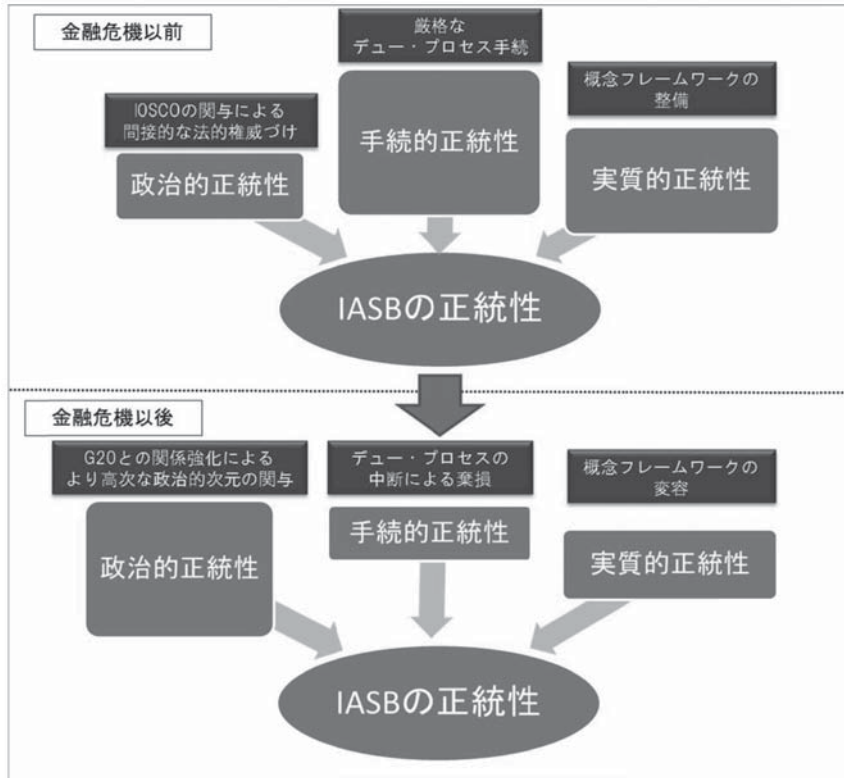 金融危機以前
厳格な
デュー・プロセス手続
概念フレームワークの
整備
IOSCOの関与による
間接的な法的権威づけ
手続的正統性
政治的正統性
実質的正統性
IASBの正統性
金融危機以後
G20との関係強化による
より高次な政治的次元の関与
デュー・プロセスの
中断による棄損
概念フレームワークの
変容
手続的正統性
政治的正統性
実質的正統性
IASBの正統性